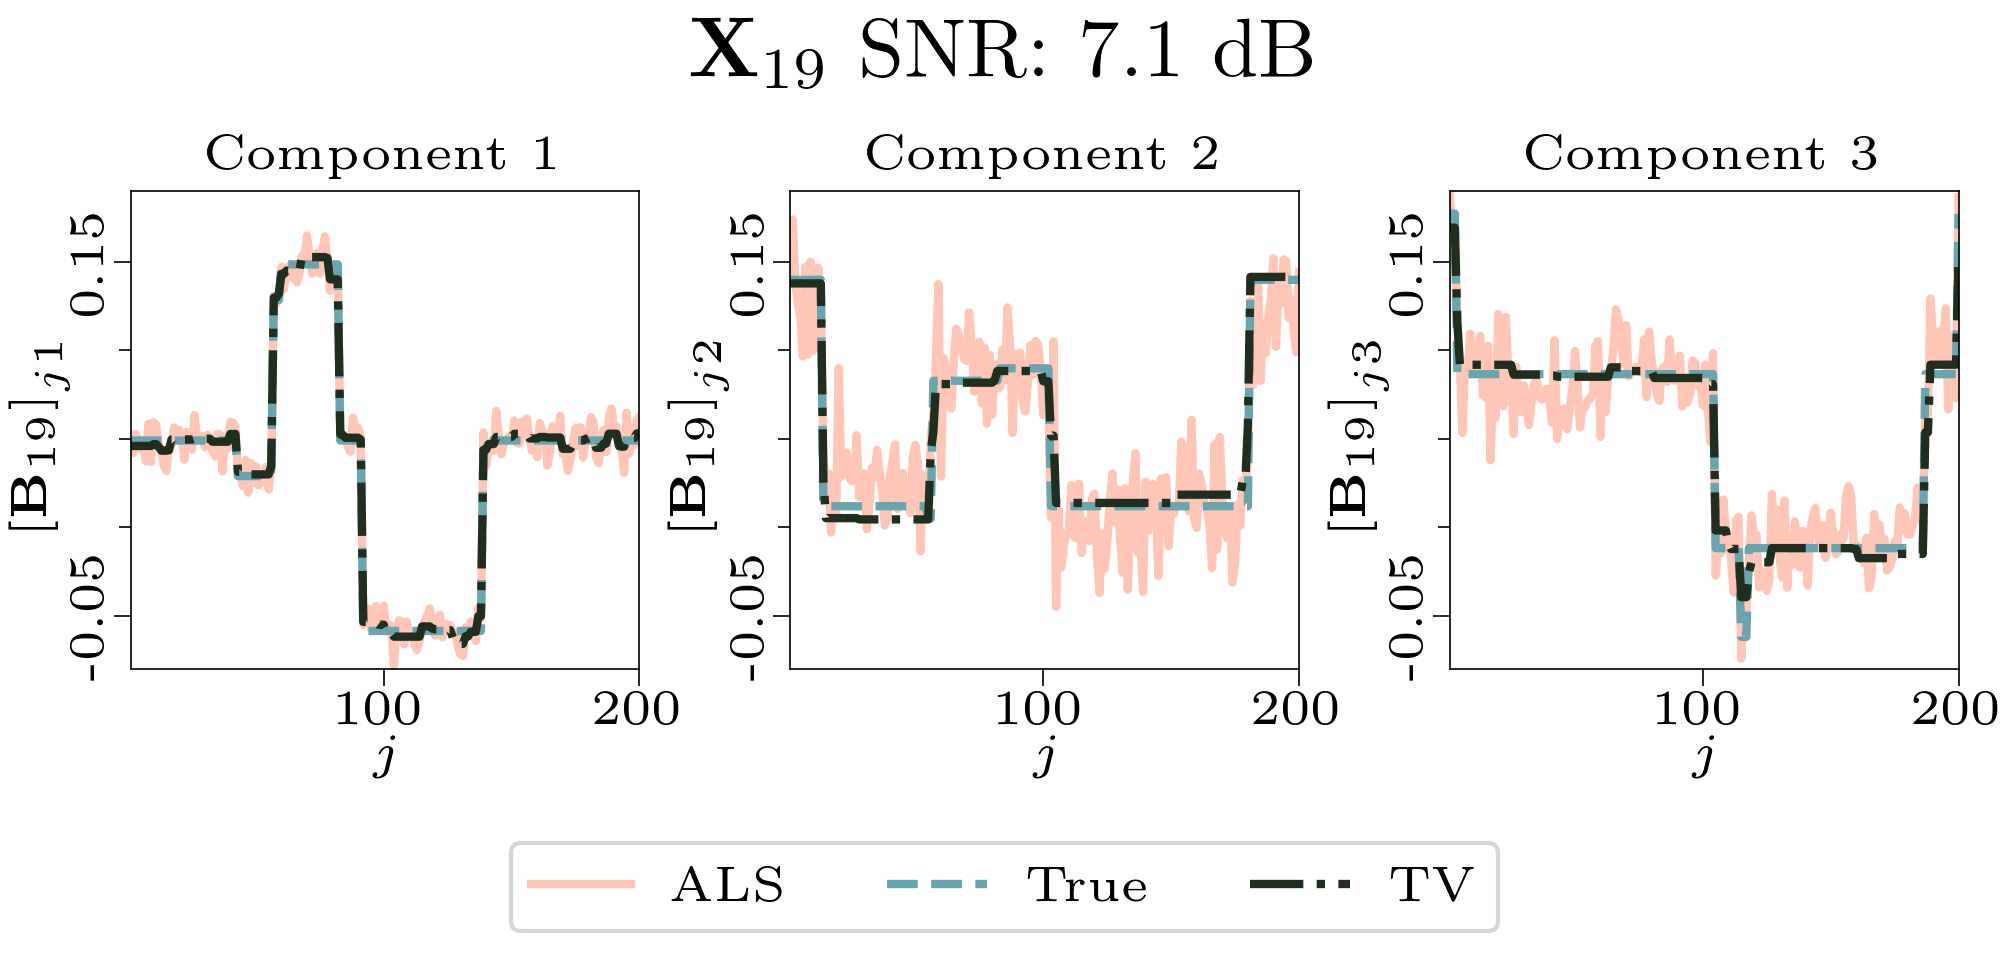 X19 SNR: 7.1 dB
Component 1
Component 2
Component 3
0.15
-0.05
[B19]j1
100
200
j
0.15
-0.05
[B19]j2
100
200
j
0.15
-0.05
[B19]j3
100
200
j
ALS True TV